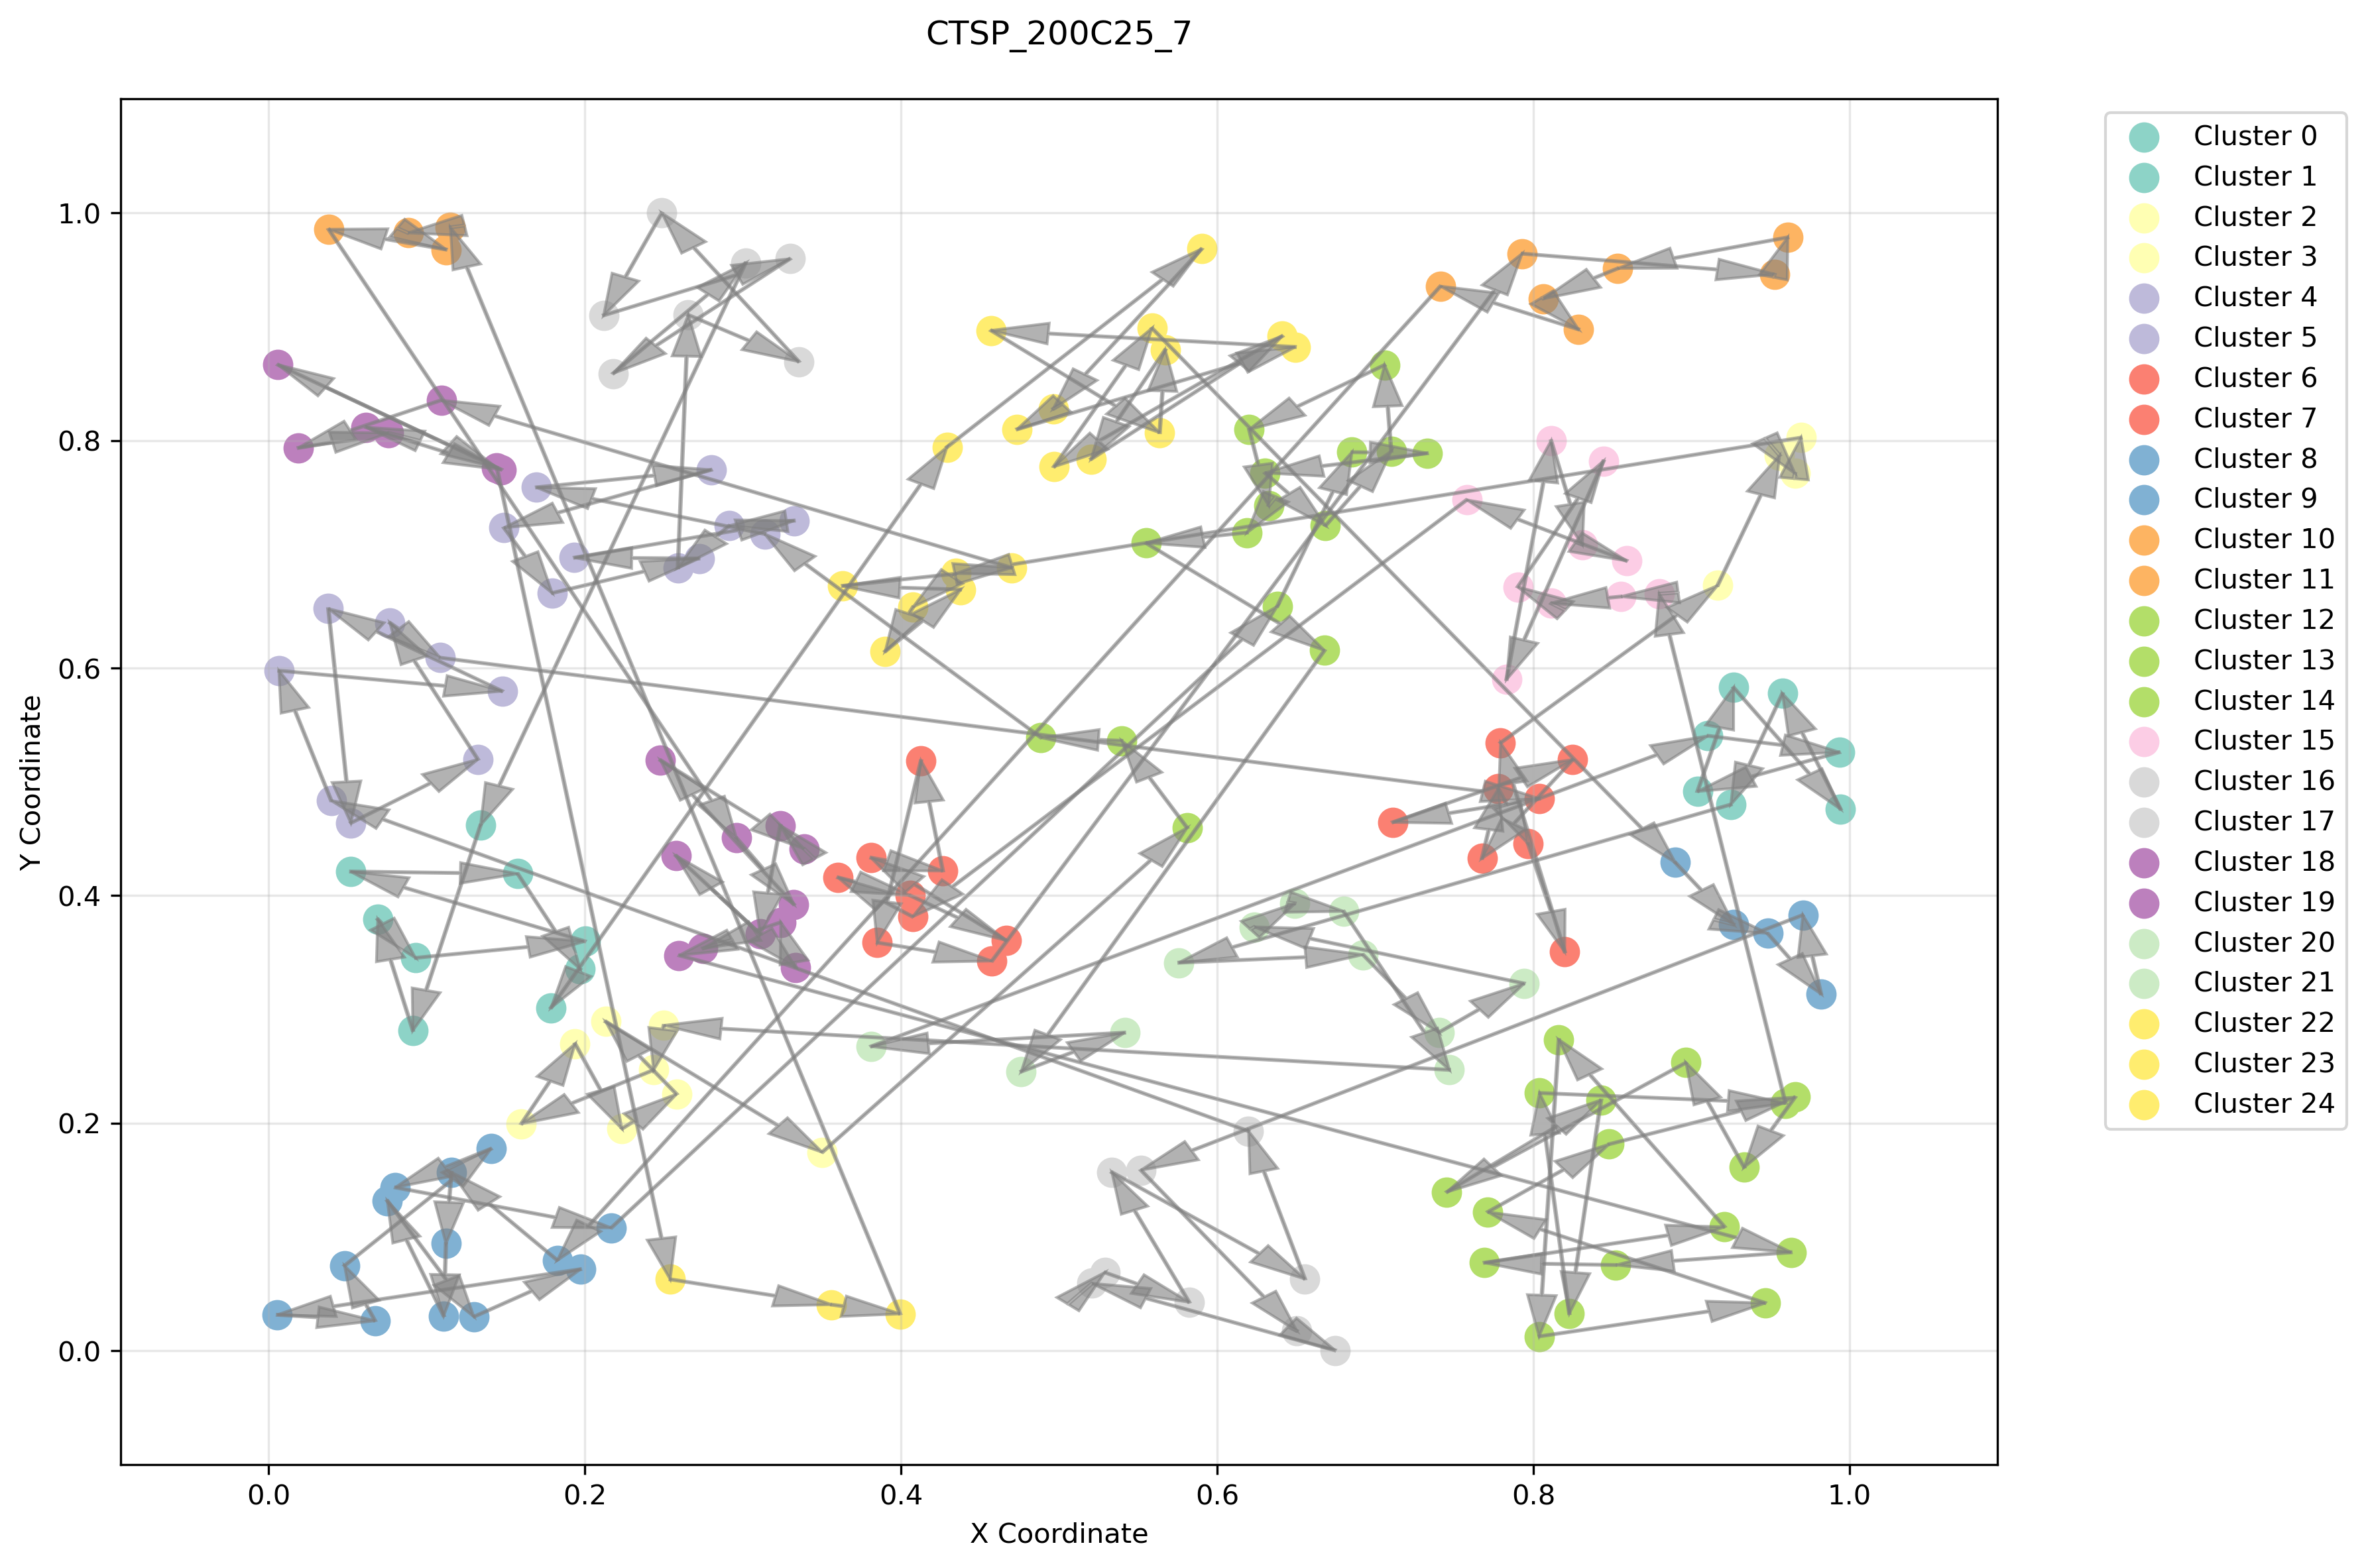 CTSP_200C25_7
1.0
0.8
0.6
0.4
0.2
0.0
Y Coordinate
0.0 0.2 0.4 0.6 0.8 1.0
X Coordinate
Cluster 0
Cluster 1
Cluster 2
Cluster 3
Cluster 4
Cluster 5
Cluster 6
Cluster 7
Cluster 8
Cluster 9
Cluster 10
Cluster 11
Cluster 12
Cluster 13
Cluster 14
Cluster 15
Cluster 16
Cluster 17
Cluster 18
Cluster 19
Cluster 20
Cluster 21
Cluster 22
Cluster 23
Cluster 24